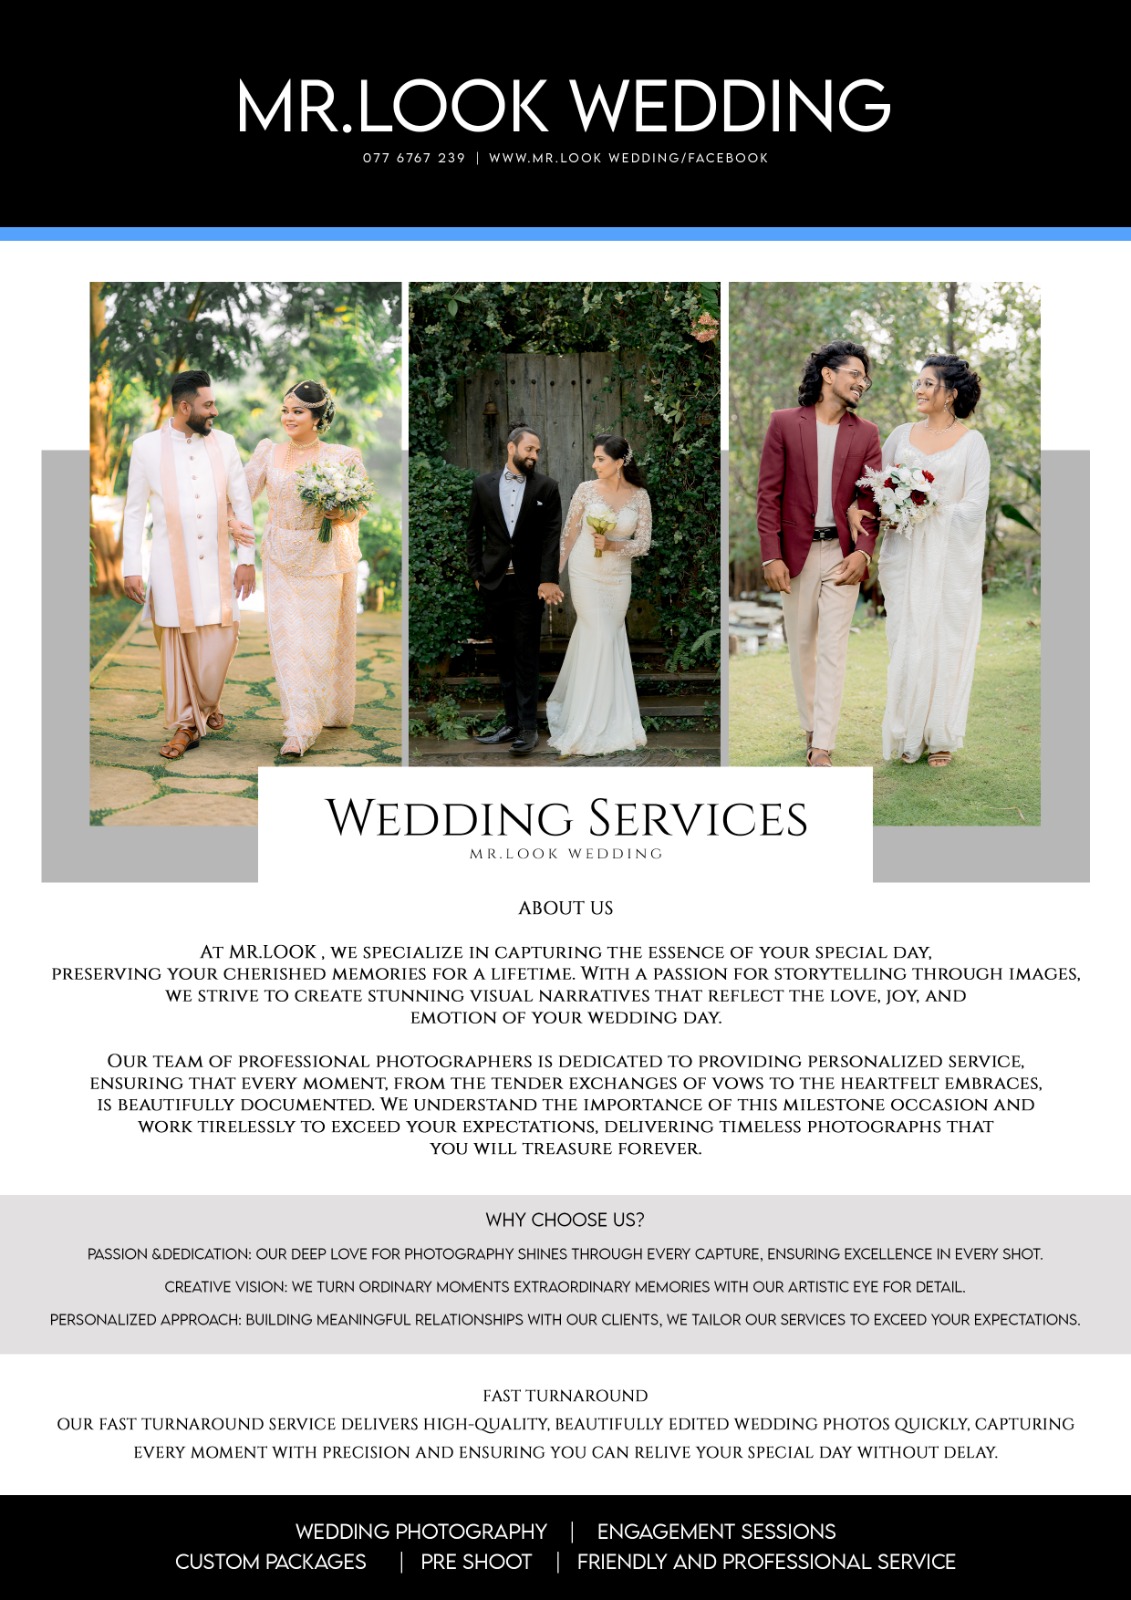 MR.LOOK WEDDING
077 6767 239 | WWW.MR.LOOK WEDDING/FACEBOOK
WEDDING SERVICES
MR.LOOK WEDDING
ABOUT US
AT MR.LOOK , WE SPECIALIZE IN CAPTURING THE ESSENCE OF YOUR SPECIAL DAY,
PRESERVING YOUR CHERISHED MEMORIES FOR A LIFETIME. WITH A PASSION FOR STORYTELLING THROUGH IMAGES,
WE STRIVE TO CREATE STUNNING VISUAL NARRATIVES THAT REFLECT THE LOVE, JOY, AND
EMOTION OF YOUR WEDDING DAY.
OUR TEAM OF PROFESSIONAL PHOTOGRAPHERS IS DEDICATED TO PROVIDING PERSONALIZED SERVICE,
ENSURING THAT EVERY MOMENT, FROM THE TENDER EXCHANGES OF VOWS TO THE HEARTFELT EMBRACES,
IS BEAUTIFULLY DOCUMENTED. WE UNDERSTAND THE IMPORTANCE OF THIS MILESTONE OCCASION AND
WORK TIRELESSLY TO EXCEED YOUR EXPECTATIONS, DELIVERING TIMELESS PHOTOGRAPHS THAT
YOU WILL TREASURE FOREVER.
WHY CHOOSE US?
PASSION &DEDICATION: OUR DEEP LOVE FOR PHOTOGRAPHY SHINES THROUGH EVERY CAPTURE, ENSURING EXCELLENCE IN EVERY SHOT.
CREATIVE VISION: WE TURN ORDINARY MOMENTS EXTRAORDINARY MEMORIES WITH OUR ARTISTIC EYE FOR DETAIL.
PERSONALIZED APPROACH: BUILDING MEANINGFUL RELATIONSHIPS WITH OUR CLIENTS, WE TAILOR OUR SERVICES TO EXCEED YOUR EXPECTATIONS.
FAST TURNAROUND
OUR FAST TURNAROUND SERVICE DELIVERS HIGH-QUALITY, BEAUTIFULLY EDITED WEDDING PHOTOS QUICKLY, CAPTURING
EVERY MOMENT WITH PRECISION AND ENSURING YOU CAN RELIVE YOUR SPECIAL DAY WITHOUT DELAY.
WEDDING PHOTOGRAPHY | ENGAGEMENT SESSIONS
CUSTOM PACKAGES | PRE SHOOT | FRIENDLY AND PROFESSIONAL SERVICE